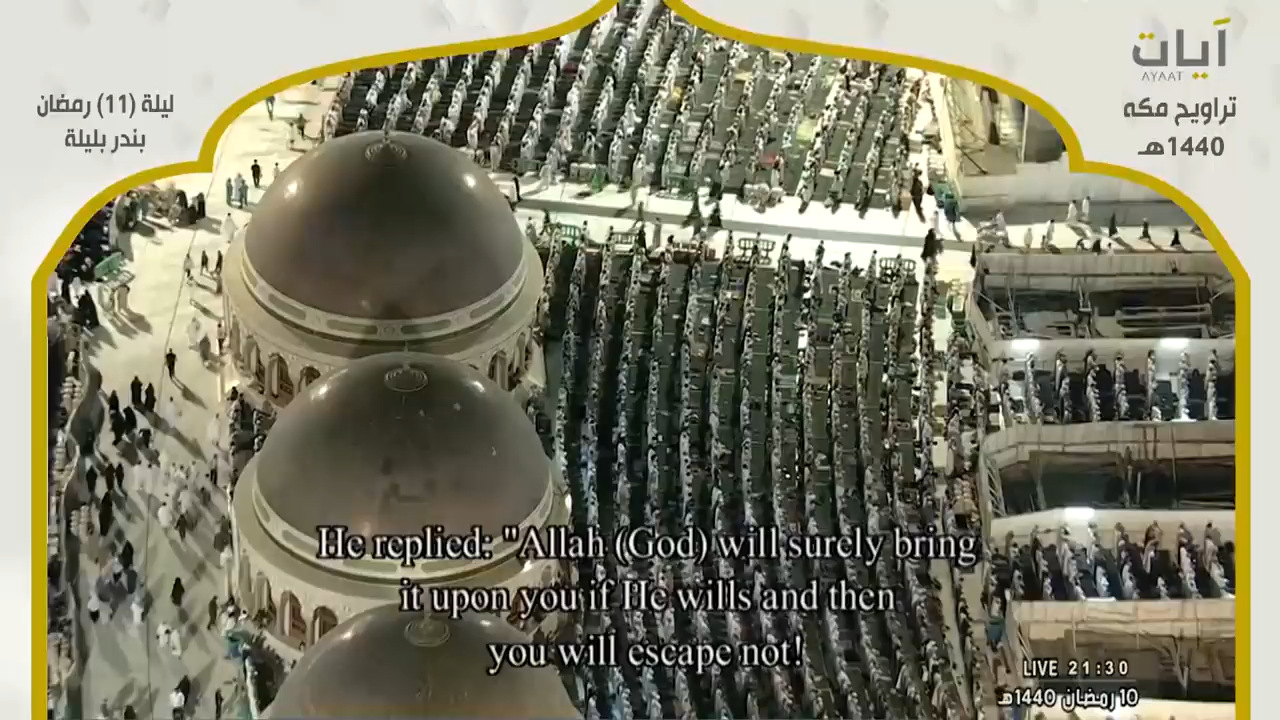 آيات
AYAAT
تراويح مكه
1440هـ
ليلة (11) رمضان
بندر بليلة
He replied: "Allah (God) will surely bring
it upon you if He wills and then
you will escape not!
LIVE 21:30
10 رمضان 1440هـ